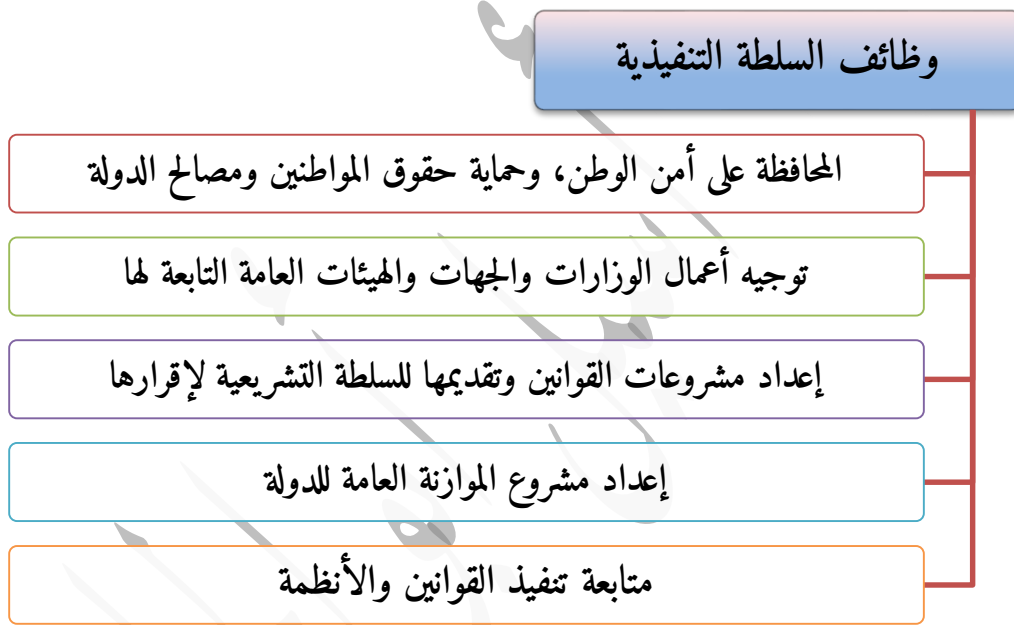 وظائف السلطة التنفيذية
المحافظة على أمن الوطن، وحماية حقوق المواطنين ومصالح الدولة
توجيه أعمال الوزارات والجهات والهيئات العامة التابعة لها
إعداد مشروعات القوانين وتقديمها للسلطة التشريعية لإقرارها
إعداد مشروع الموازنة العامة للدولة
متابعة تنفيذ القوانين والأنظمة